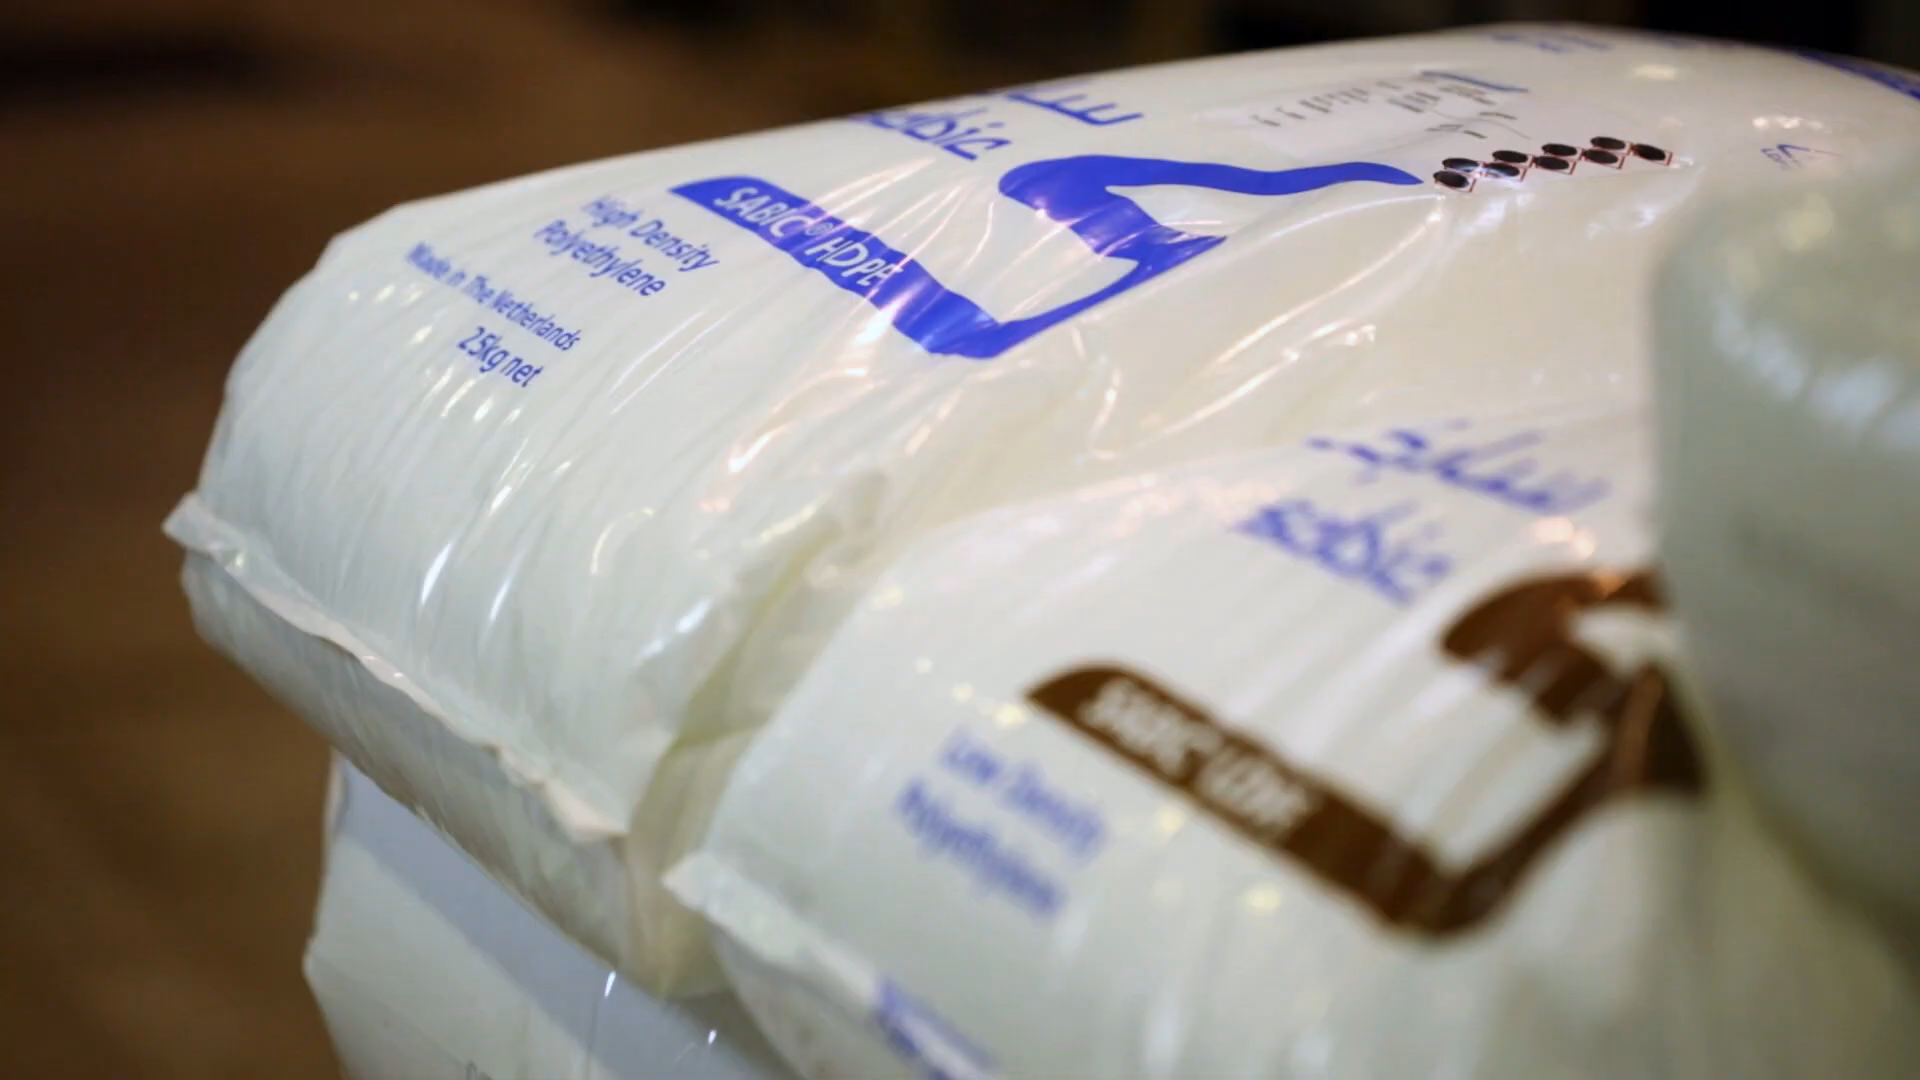 سابك
sabic
SABIC® HDPE
High Density
Polyethylene
Made in The Netherlands
25kg net
سابك
sabic
SABIC® LDPE
Low Density
Polyethylene